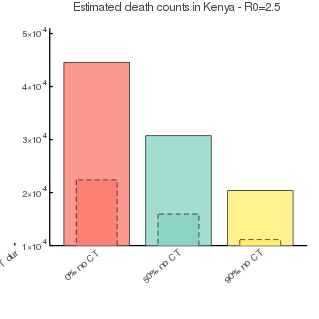 Estimated death counts in Kenya - R0=2.5
5×10⁴
4×10⁴
3×10⁴
2×10⁴
1×10⁴
0% no CT
50% no CT
90% no CT